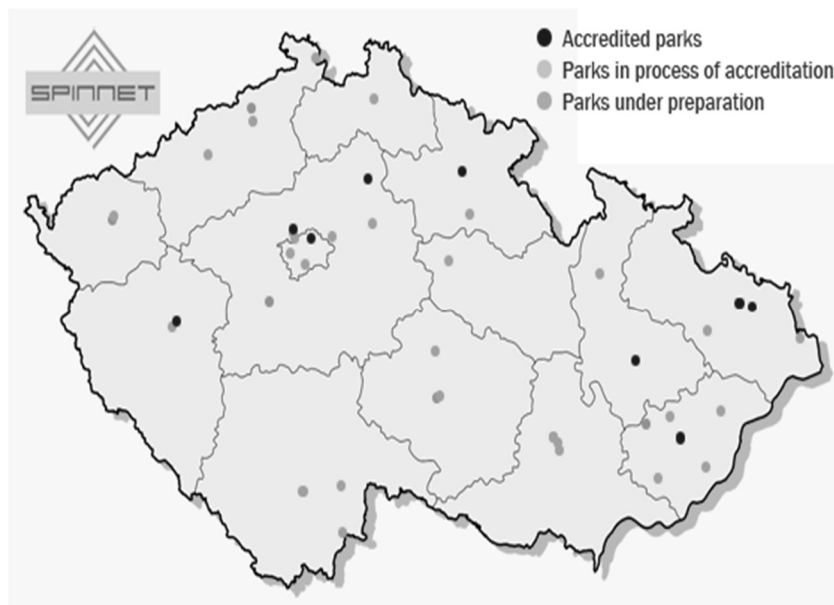 SPINNET
Accredited parks
Parks in process of accreditation
Parks under preparation